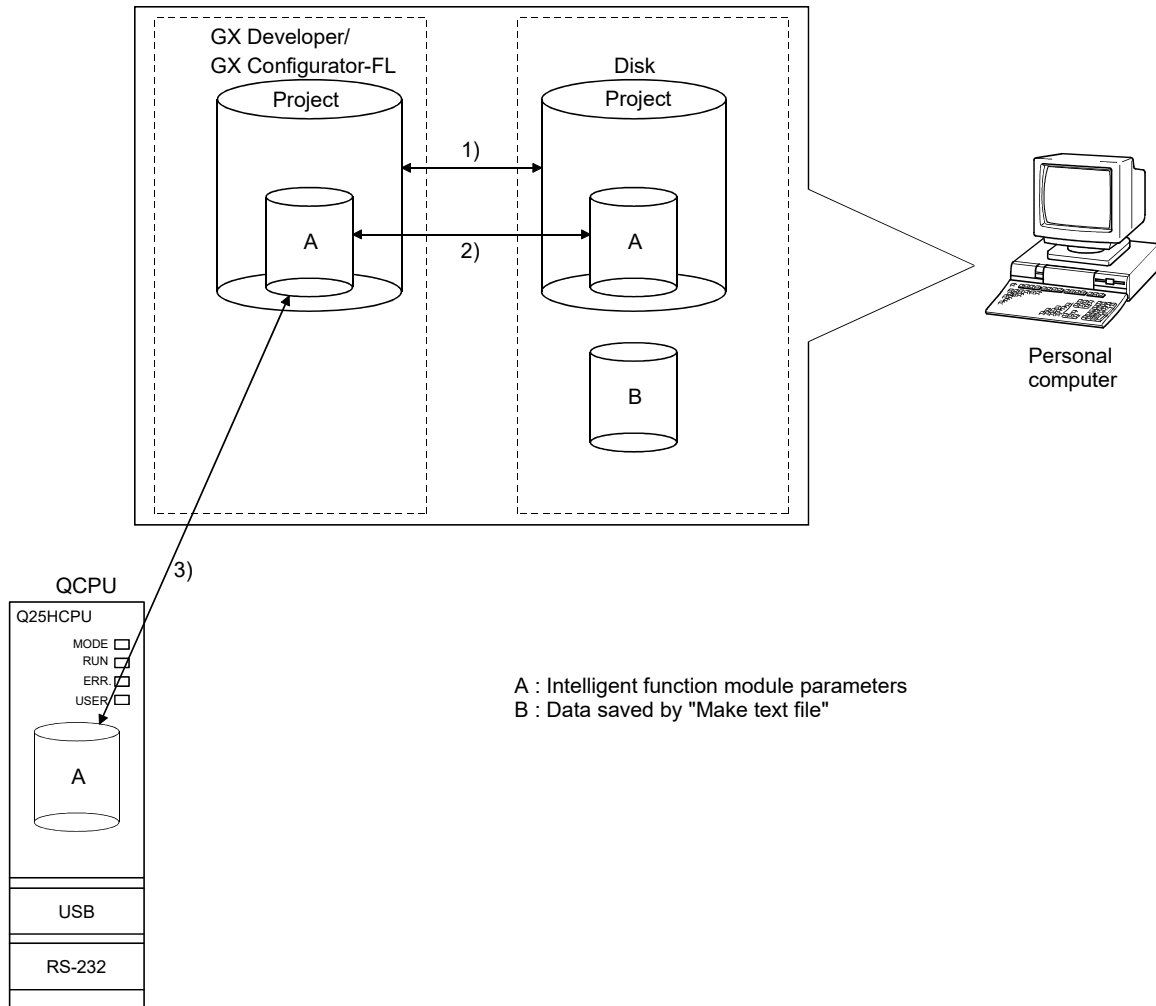 GX Developer/
GX Configurator-FL
Project
Disk
Project
1)
A
2)
A
B
Personal
computer
3)
QCPU
Q25HCPU
MODE
RUN
ERR.
USER
A
USB
RS-232
A : Intelligent function module parameters
B : Data saved by "Make text file"